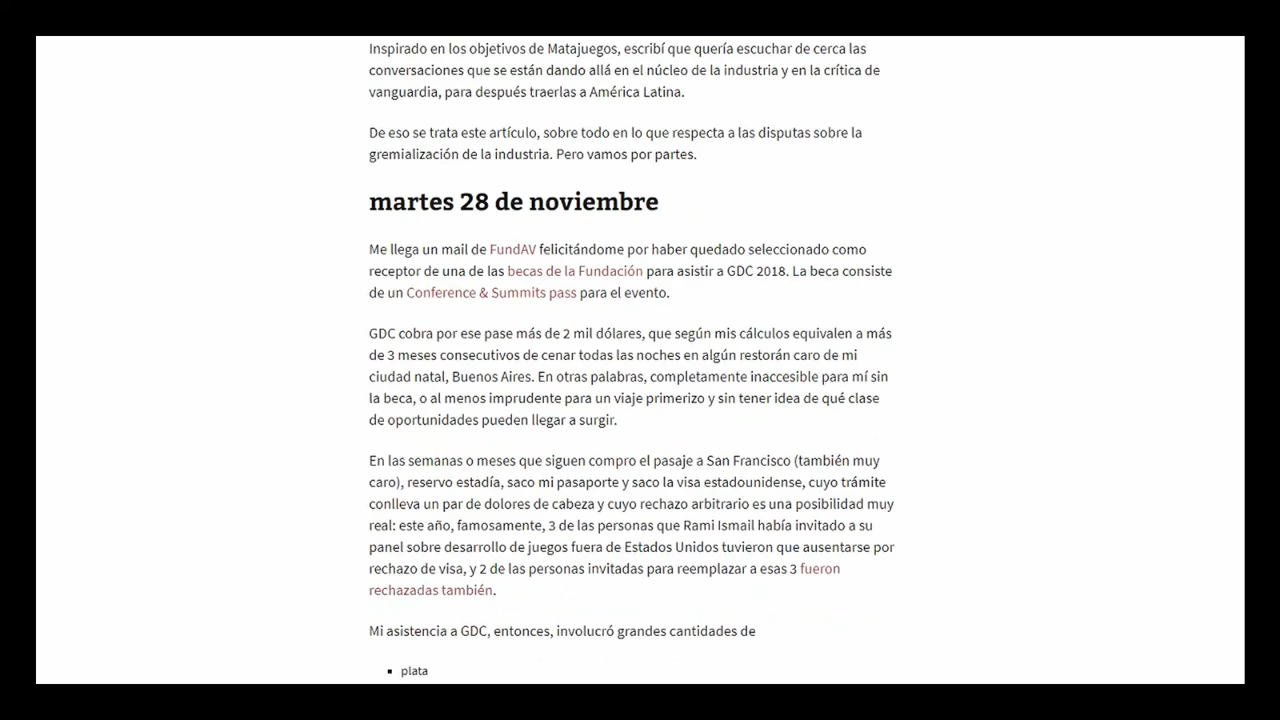 Inspirado en los objetivos de Matajuegos, escribí que quería escuchar de cerca las
conversaciones que se están dando allá en el núcleo de la industria y en la crítica de
vanguardia, para después traerlas a América Latina.
De eso se trata este artículo, sobre todo en lo que respecta a las disputas sobre la
gremialización de la industria. Pero vamos por partes.
martes 28 de noviembre
Me llega un mail de FundAV felicitándome por haber quedado seleccionado como
receptor de una de las becas de la Fundación para asistir a GDC 2018. La beca consiste
de un Conference & Summits pass para el evento.
GDC cobra por ese pase más de 2 mil dólares, que según mis cálculos equivalen a más
de 3 meses consecutivos de cenar todas las noches en algún restorán caro de mi
ciudad natal, Buenos Aires. En otras palabras, completamente inaccesible para mí sin
la beca, o al menos imprudente para un viaje primerizo y sin tener idea de qué clase
de oportunidades pueden llegar a surgir.
En las semanas o meses que siguen compro el pasaje a San Francisco (también muy
caro), reservo estadía, saco mi pasaporte y saco la visa estadounidense, cuyo trámite
conlleva un par de dolores de cabeza y cuyo rechazo arbitrario es una posibilidad muy
real: este año, famosamente, 3 de las personas que Rami Ismail había invitado a su
panel sobre desarrollo de juegos fuera de Estados Unidos tuvieron que ausentarse por
rechazo de visa, y 2 de las personas invitadas para reemplazar a esas 3 fueron
rechazadas también.
Mi asistencia a GDC, entonces, involucró grandes cantidades de
▪ plata